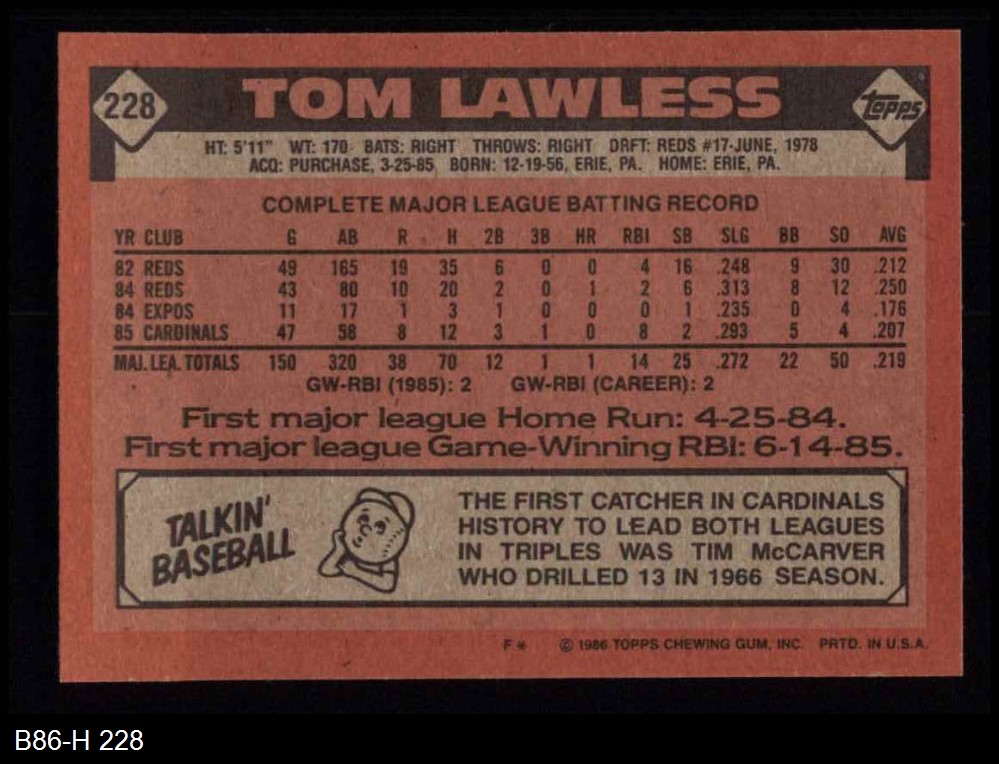 228 TOM LAWLESS Topps
HT: 5'11" WT: 170 BATS: RIGHT THROWS: RIGHT DRFT: REDS #17-JUNE, 1978
ACQ: PURCHASE, 3-25-85 BORN: 12-19-56, ERIE, PA. HOME: ERIE, PA.
COMPLETE MAJOR LEAGUE BATTING RECORD
YR CLUB G AB R H 2B 3B HR RBI SB SLG BB SO AVG
82 REDS 49 165 19 35 6 0 0 4 16 .248 9 30 .212
84 REDS 43 80 10 20 2 0 1 2 6 .313 8 12 .250
84 EXPOS 11 17 1 3 1 0 0 0 1 .235 0 4 .176
85 CARDINALS 47 58 8 12 3 1 0 8 2 .293 5 4 .207
MAJ. LEA. TOTALS 150 320 38 70 12 1 1 14 25 .272 22 50 .219
GW-RBI (1985): 2 GW-RBI (CAREER): 2
First major league Home Run: 4-25-84.
First major league Game-Winning RBI: 6-14-85.
TALKIN'
BASEBALL
THE FIRST CATCHER IN CARDINALS
HISTORY TO LEAD BOTH LEAGUES
IN TRIPLES WAS TIM McCARVER
WHO DRILLED 13 IN 1966 SEASON.
F * © 1986 TOPPS CHEWING GUM, INC. PRTD. IN U.S.A.
B86-H 228